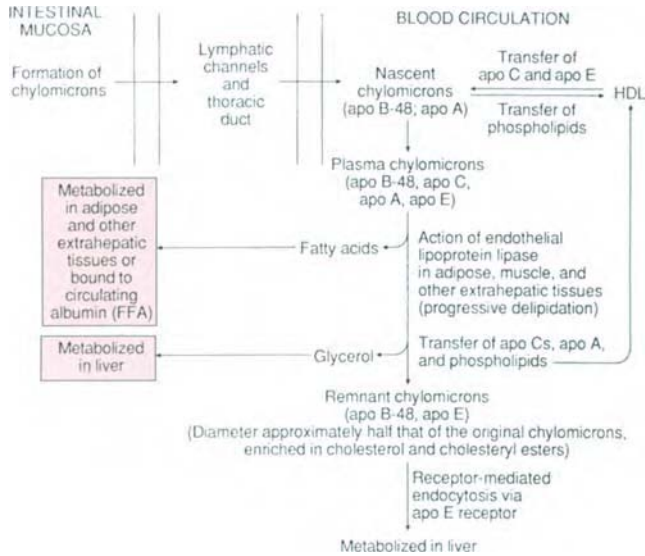 INTESTINAL
MUCOSA
BLOOD CIRCULATION
Formation of
chylomicrons
Lymphatic
channels
and
thoracic
duct
Nascent
chylomicrons
(apo B-48; apo A)
Transfer of
apo C and apo E
Transfer of
phospholipids
HDL
Plasma chylomicrons
(apo B-48, apo C,
apo A, apo E)
Metabolized
in adipose
and other
extrahepatic
tissues or
bound to
circulating
albumin (FFA)
Fatty acids
Action of endothelial
lipoprotein lipase
in adipose, muscle, and
other extrahepatic tissues
(progressive delipidation)
Metabolized
in liver
Glycerol
Transfer of apo Cs, apo A,
and phospholipids
Remnant chylomicrons
(apo B-48, apo E)
(Diameter approximately half that of the original chylomicrons,
enriched in cholesterol and cholesteryl esters)
Receptor-mediated
endocytosis via
apo E receptor
Metabolized in liver